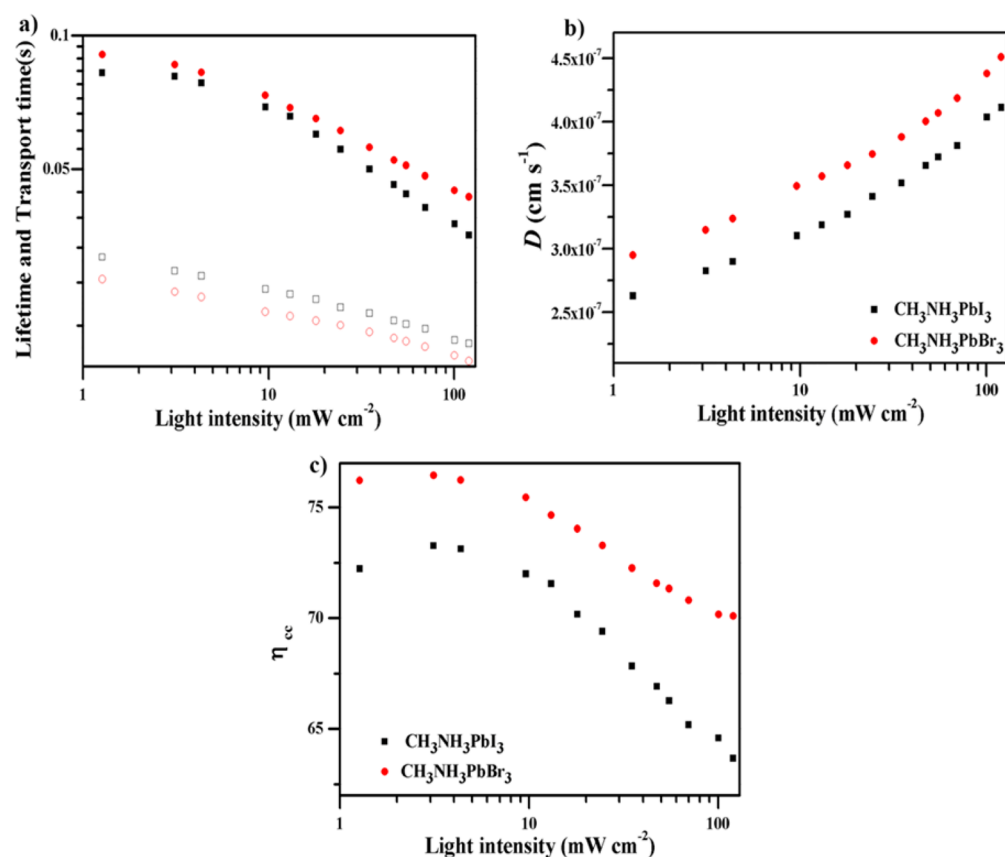 a)
Lifetime and Transport time(s)
0.1
0.05
1
10
100
Light intensity (mW cm⁻²)
b)
D (cm s⁻¹)
4.5x10⁻⁷
4.0x10⁻⁷
3.5x10⁻⁷
3.0x10⁻⁷
2.5x10⁻⁷
CH₃NH₃PbI₃
CH₃NH₃PbBr₃
1
10
100
Light intensity (mW cm⁻²)
c)
η cc
75
70
65
CH₃NH₃PbI₃
CH₃NH₃PbBr₃
1
10
100
Light intensity (mW cm⁻²)